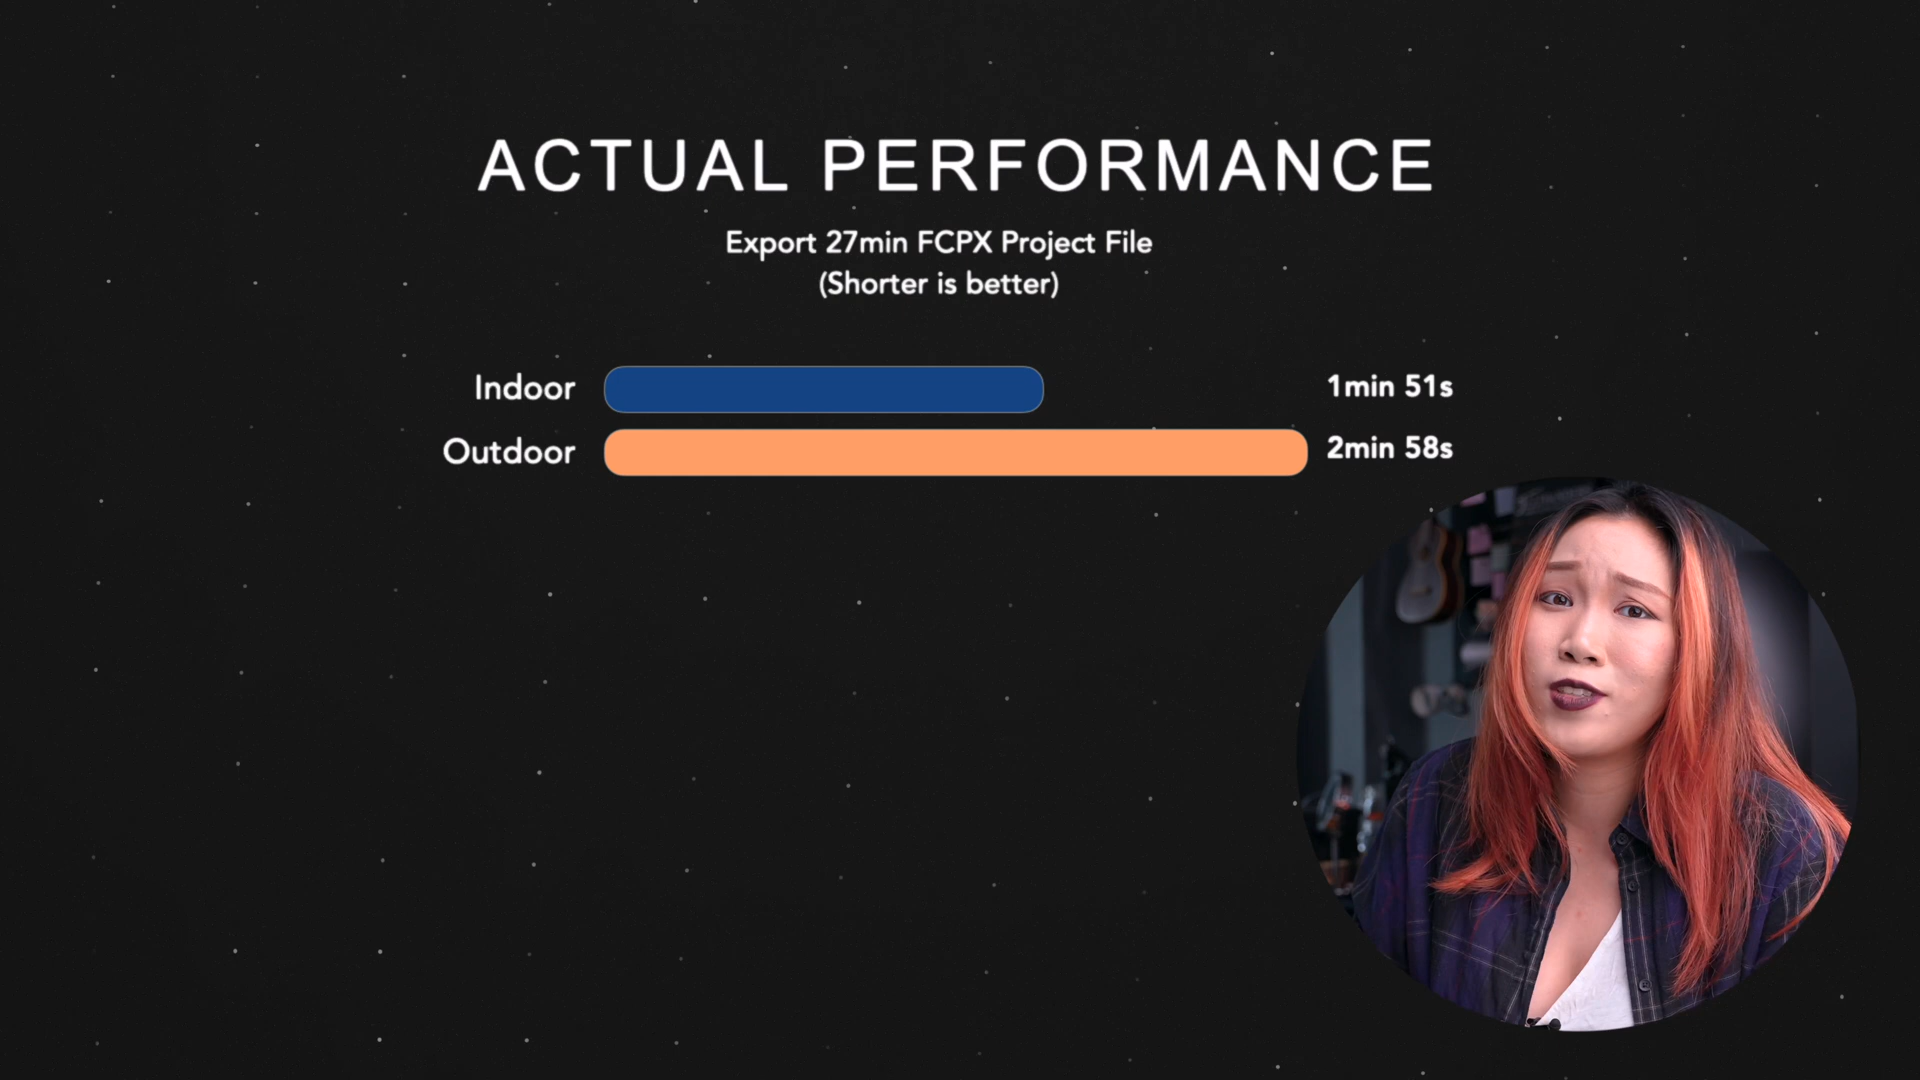 ACTUAL PERFORMANCE
Export 27min FCPX Project File
(Shorter is better)
Indoor 1min 51s
Outdoor 2min 58s